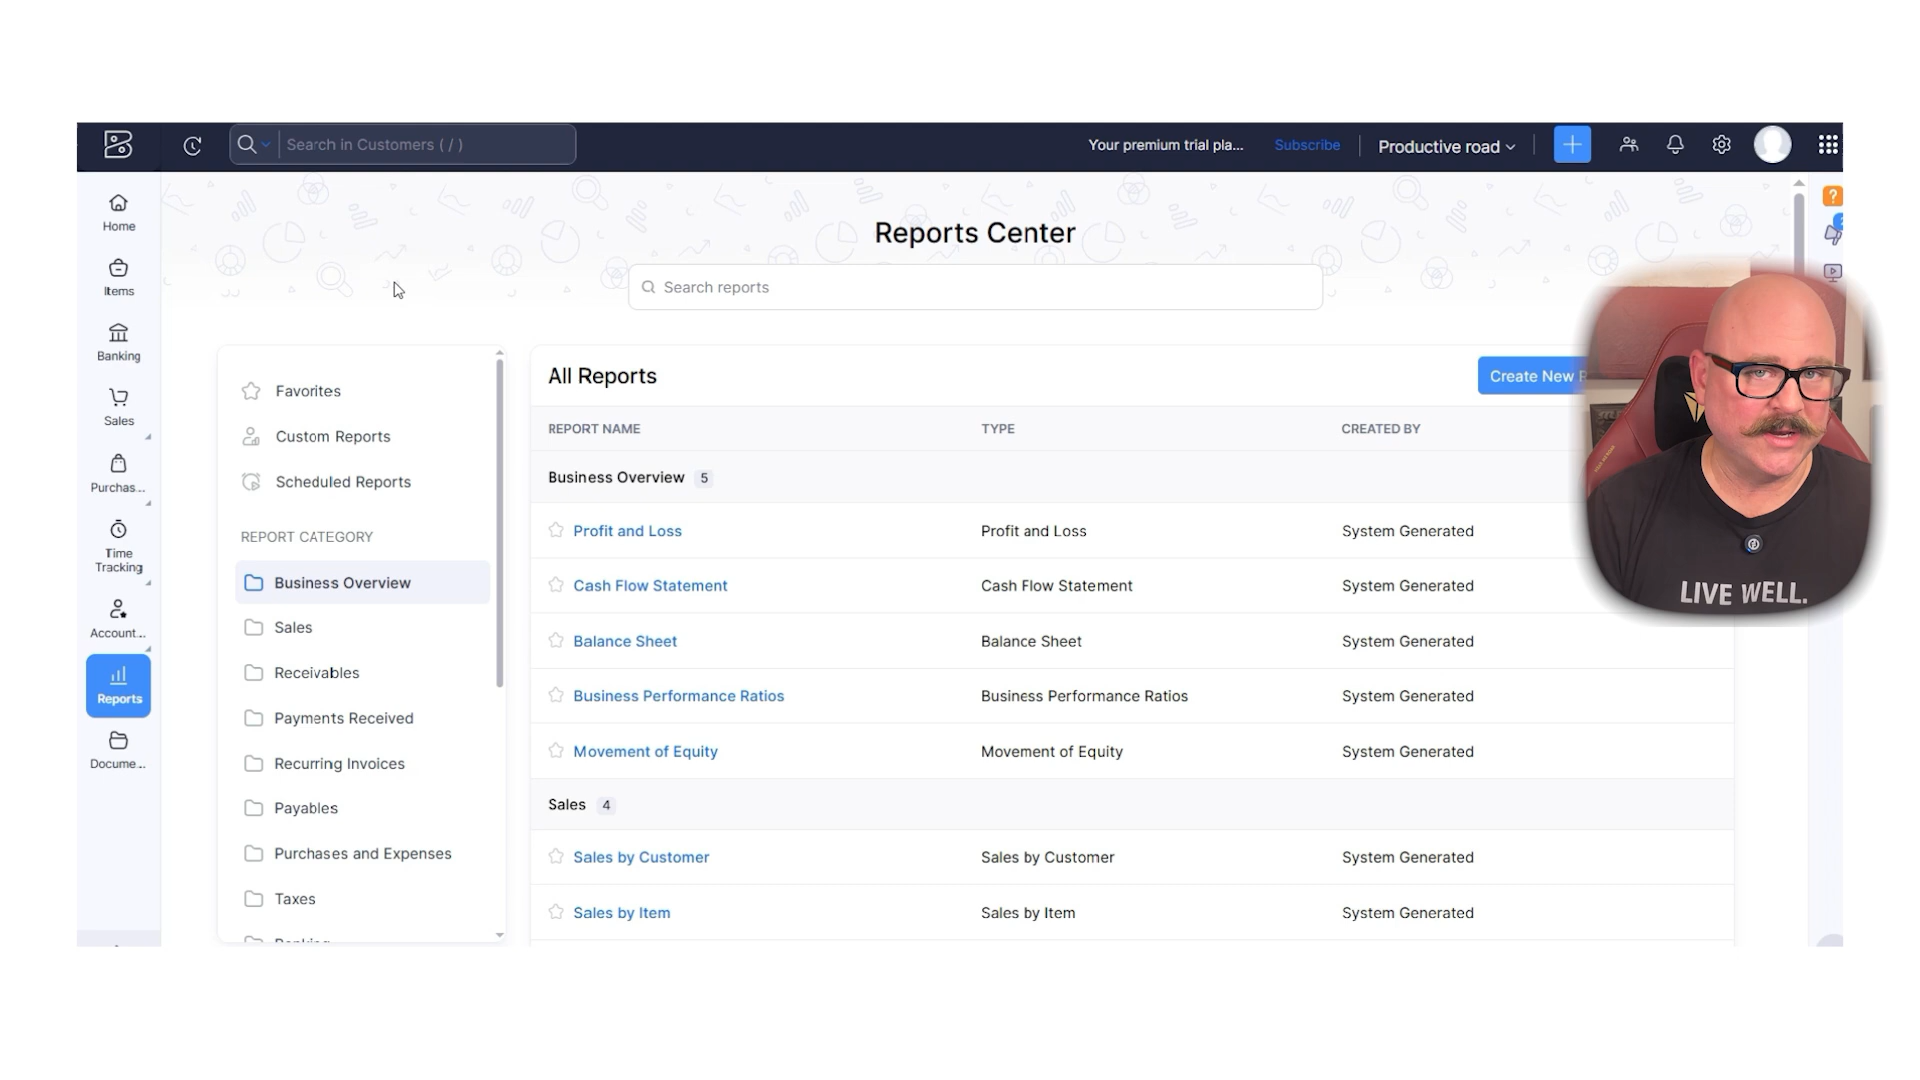 Search in Customers ( / )
Your premium trial pla...
Subscribe
Productive road
Home
Items
Banking
Sales
Purchas...
Time
Tracking
Account...
Reports
Docume...
Reports Center
Search reports
Favorites
Custom Reports
Scheduled Reports
REPORT CATEGORY
Business Overview
Sales
Receivables
Payments Received
Recurring Invoices
Payables
Purchases and Expenses
Taxes
All Reports
Create New
REPORT NAME TYPE CREATED BY
Business Overview 5
Profit and Loss Profit and Loss System Generated
Cash Flow Statement Cash Flow Statement System Generated
Balance Sheet Balance Sheet System Generated
Business Performance Ratios Business Performance Ratios System Generated
Movement of Equity Movement of Equity System Generated
Sales 4
Sales by Customer Sales by Customer System Generated
Sales by Item Sales by Item System Generated
?
LIVE WELL.